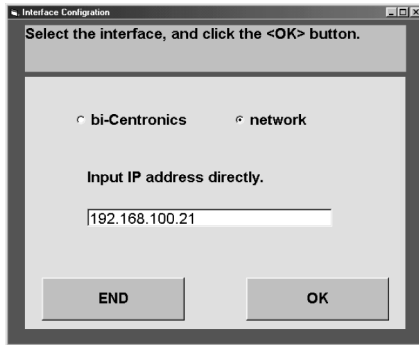 Interface Configration
Select the interface, and click the <OK> button.
bi-Centronics network
Input IP address directly.
192.168.100.21
END OK